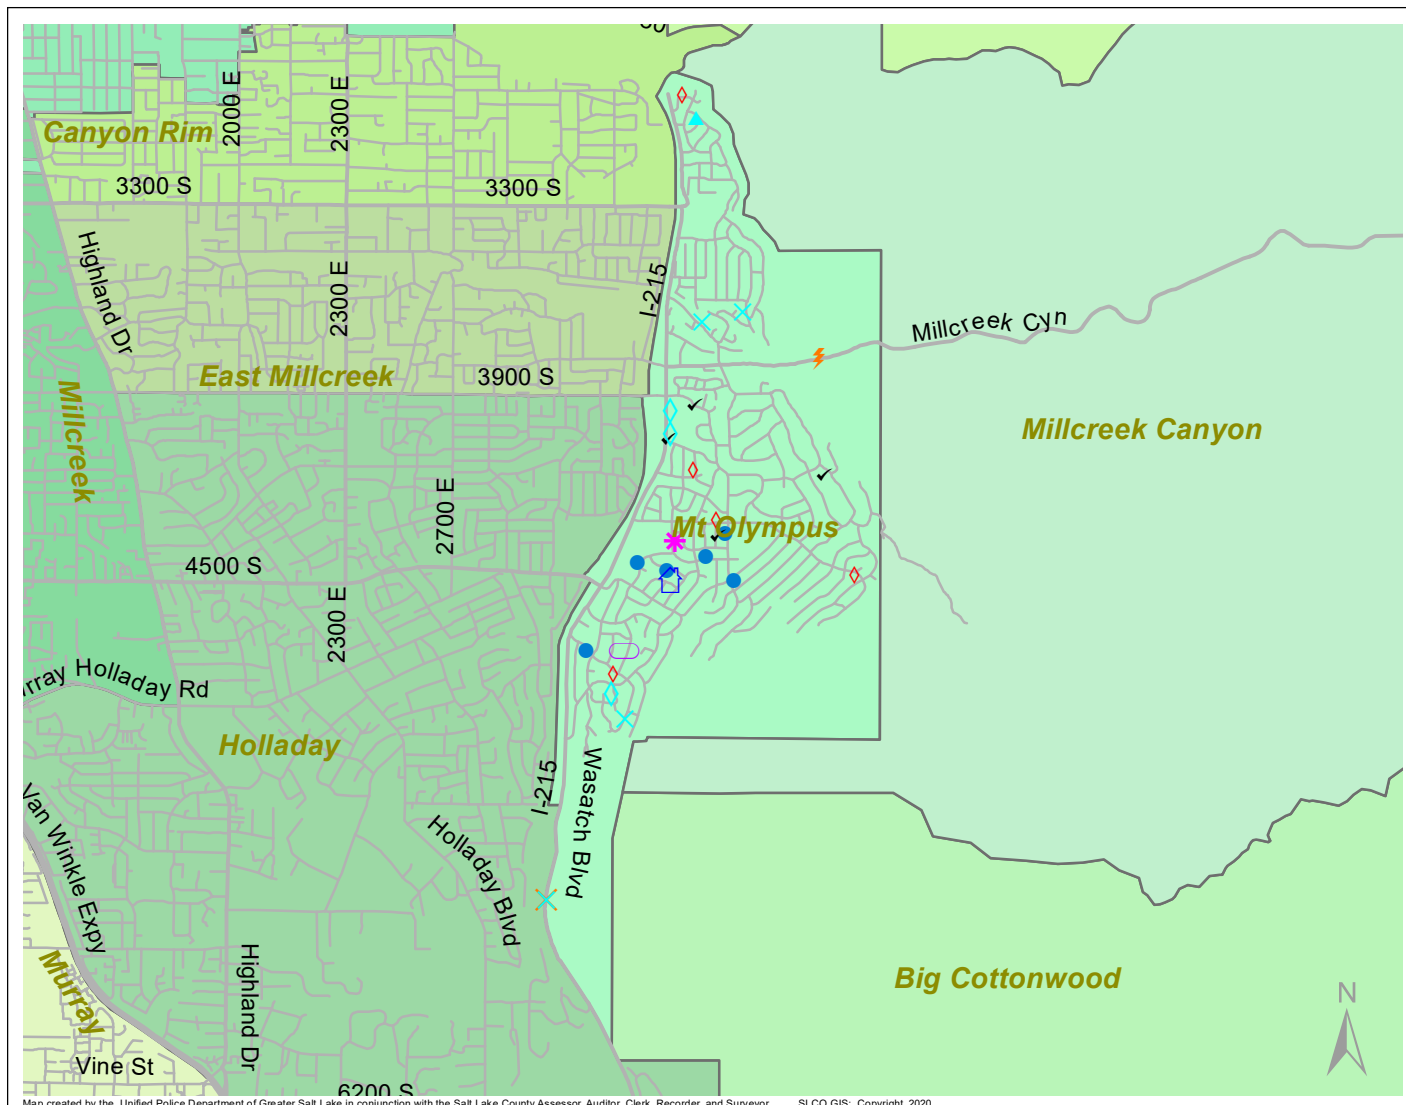 Canyon Rim
2000 E
2300 E
3300 S
3300 S
Highland Dr
2300 E
I-215
Millcreek Cyn
East Millcreek
3900 S
Millcreek
Millcreek Canyon
2700 E
Mt Olympus
4500 S
2300 E
Holladay Rd
Holladay
I-215
Wasatch Blvd
Van Winkle Expy
Holladay Blvd
Murray
Highland Dr
Big Cottonwood
N
Vine St
6200 S
Map created by the Unified Police Department of Greater Salt Lake in conjunction with the Salt Lake County Assessor, Auditor, Clerk, Recorder, and Surveyor. SLCO GIS: Copyright, 2020